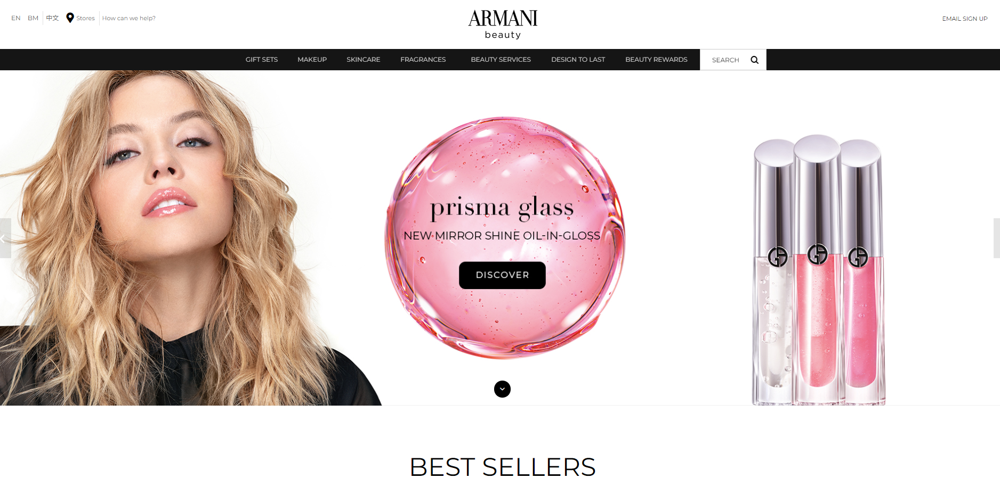 EN BM 中文 Stores How can we help?
ARMANI
beauty
EMAIL SIGN UP
GIFT SETS MAKEUP SKINCARE FRAGRANCES BEAUTY SERVICES DESIGN TO LAST BEAUTY REWARDS SEARCH
prisma glass
NEW MIRROR SHINE OIL-IN-GLOSS
DISCOVER
BEST SELLERS